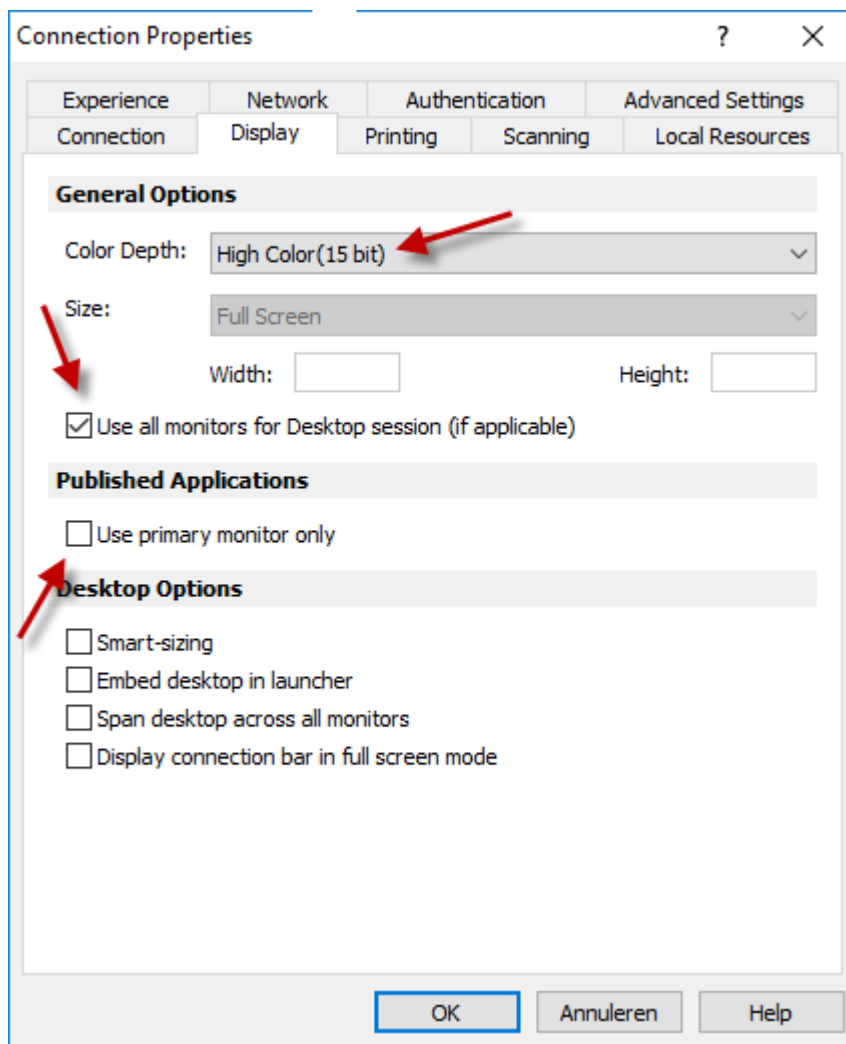 Connection Properties ?
Experience Network Authentication Advanced Settings
Connection Display Printing Scanning Local Resources
General Options
Color Depth: High Color(15 bit)
Size: Full Screen
Width: Height:
Use all monitors for Desktop session (if applicable)
Published Applications
Use primary monitor only
Desktop Options
Smart-sizing
Embed desktop in launcher
Span desktop across all monitors
Display connection bar in full screen mode
OK Annuleren Help